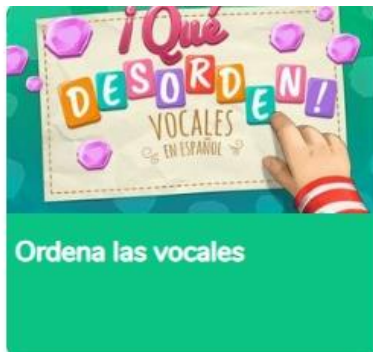 ¡Qué
DESORDEN!
VOCALES
EN ESPAÑOL
Ordena las vocales